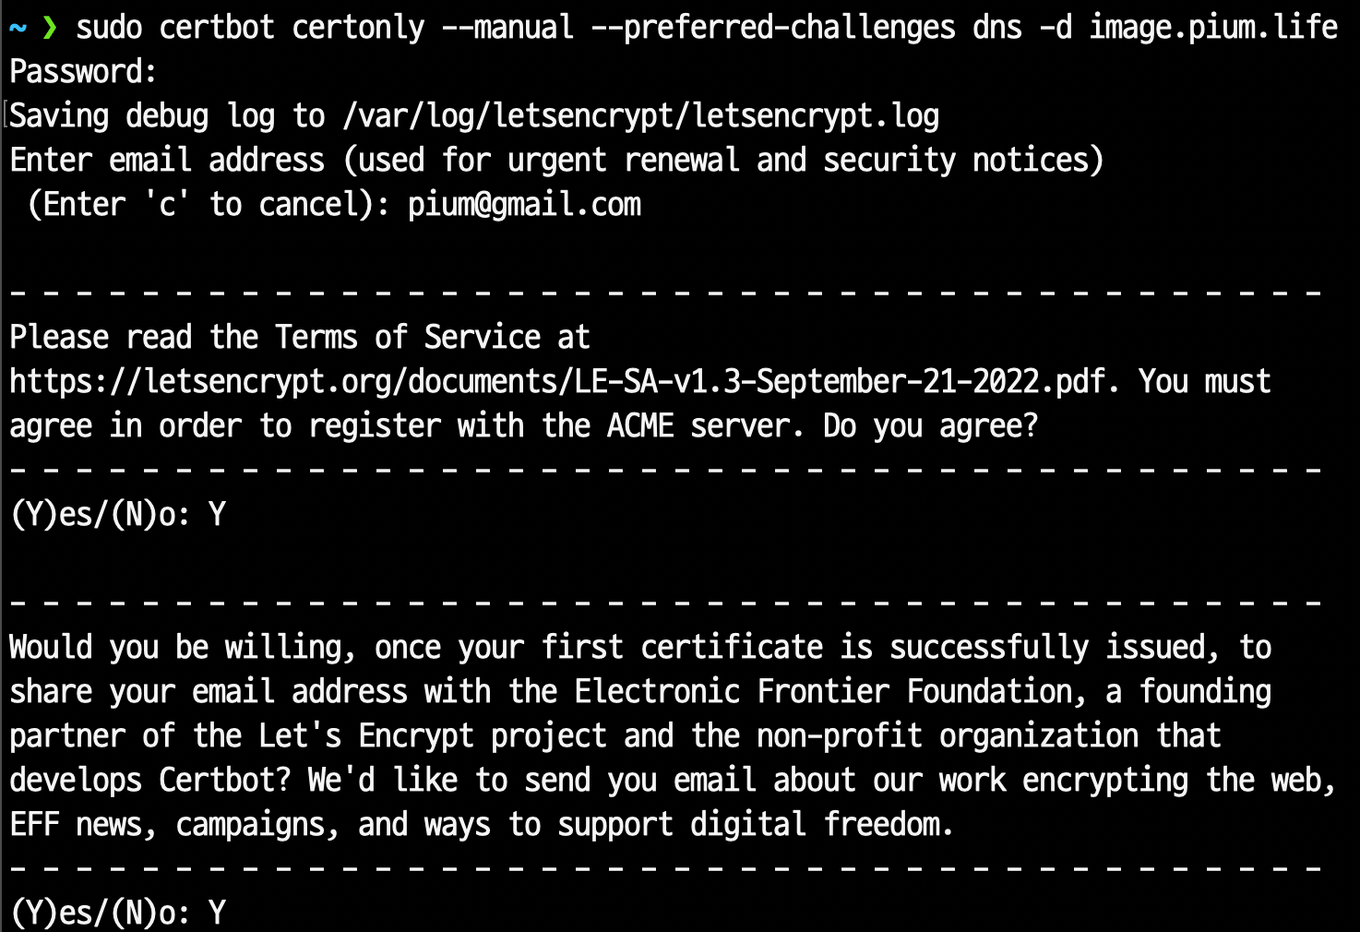 ~ ❯ sudo certbot certonly --manual --preferred-challenges dns -d image.pium.life
Password:
Saving debug log to /var/log/letsencrypt/letsencrypt.log
Enter email address (used for urgent renewal and security notices)
 (Enter 'c' to cancel): pium@gmail.com

- - - - - - - - - - - - - - - - - - - - - - - - - - - - - - - - - - - - - - - -
Please read the Terms of Service at
https://letsencrypt.org/documents/LE-SA-v1.3-September-21-2022.pdf. You must
agree in order to register with the ACME server. Do you agree?
- - - - - - - - - - - - - - - - - - - - - - - - - - - - - - - - - - - - - - - -
(Y)es/(N)o: Y

- - - - - - - - - - - - - - - - - - - - - - - - - - - - - - - - - - - - - - - -
Would you be willing, once your first certificate is successfully issued, to
share your email address with the Electronic Frontier Foundation, a founding
partner of the Let's Encrypt project and the non-profit organization that
develops Certbot? We'd like to send you email about our work encrypting the web,
EFF news, campaigns, and ways to support digital freedom.
- - - - - - - - - - - - - - - - - - - - - - - - - - - - - - - - - - - - - - - -
(Y)es/(N)o: Y